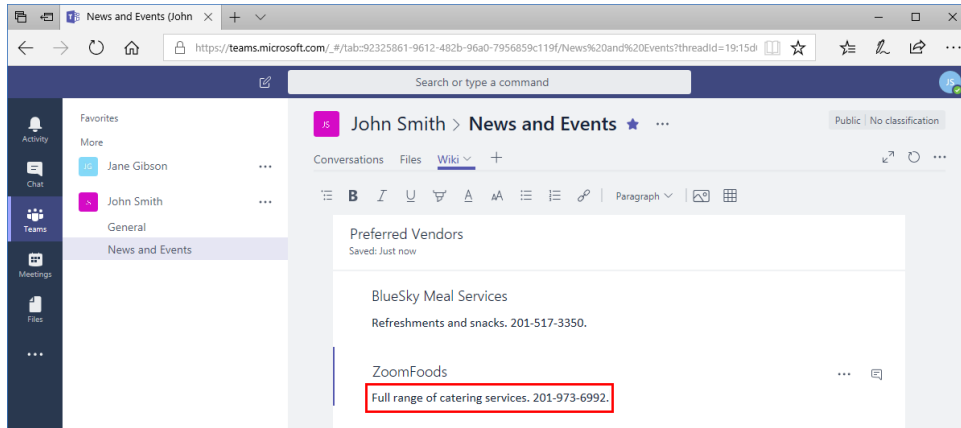 News and Events (John
https://teams.microsoft.com/_#/tab::92325861-9612-482b-96a0-7956859c119f/News%20and%20Events?threadId=19:15d
Search or type a command
JS
Activity
Chat
Teams
Meetings
Files
Favorites
More
JG Jane Gibson
JS John Smith
General
News and Events
JS John Smith > News and Events
Public No classification
Conversations Files Wiki
B I U A AA Paragraph
Preferred Vendors
Saved: Just now
BlueSky Meal Services
Refreshments and snacks. 201-517-3350.
ZoomFoods
Full range of catering services. 201-973-6992.